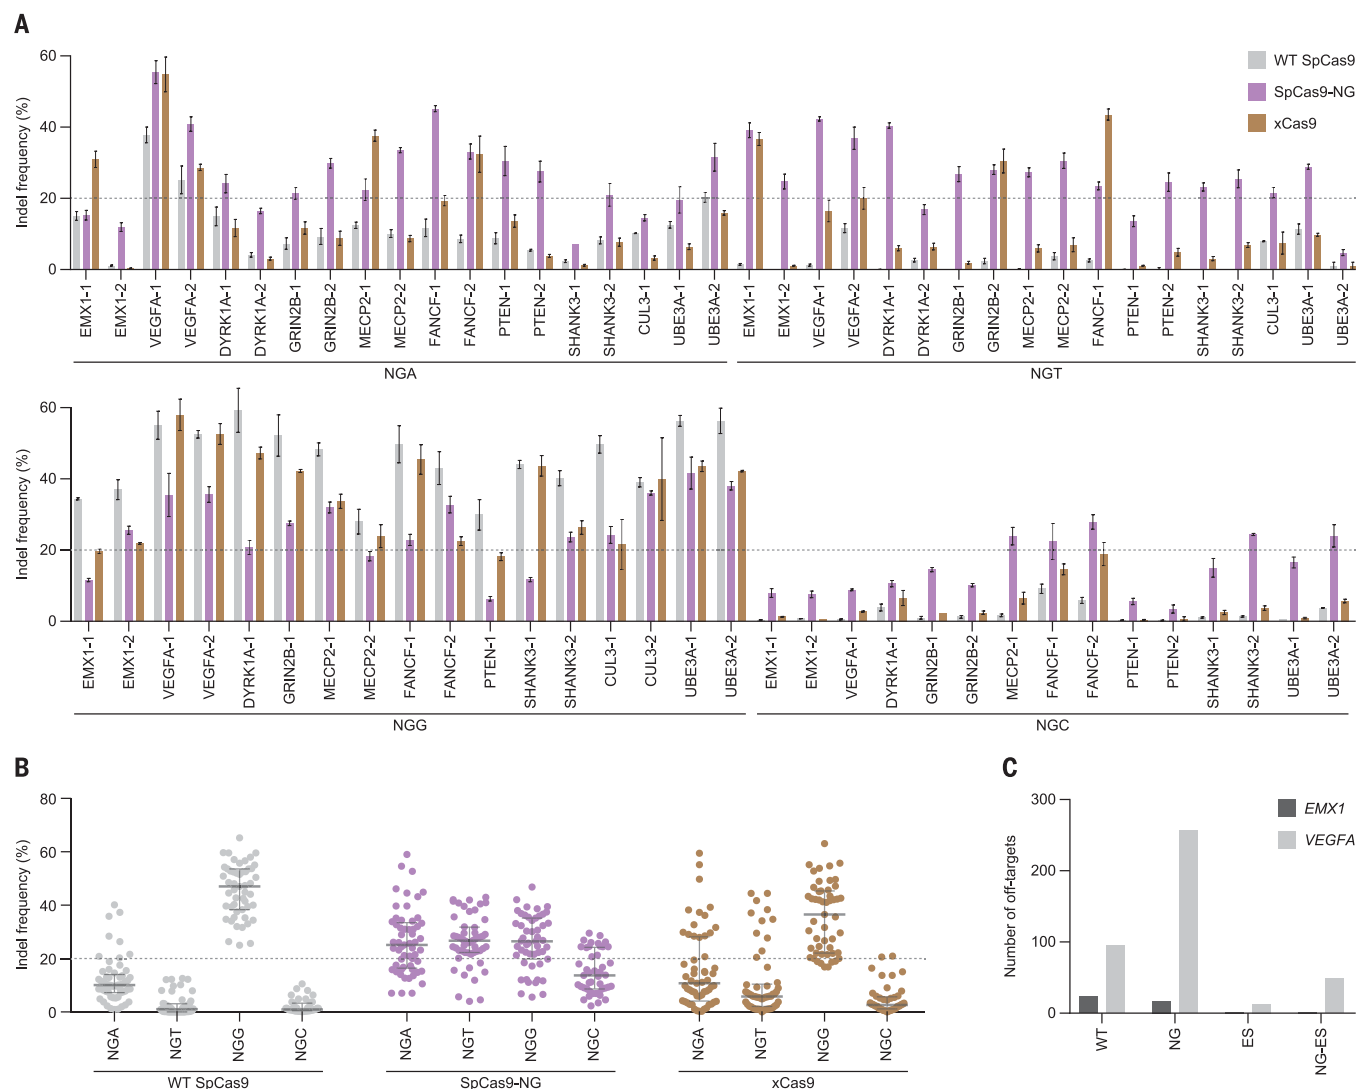 A
60
40
20
0
Indel frequency (%)
WT SpCas9
SpCas9-NG
xCas9
EMX1-1
EMX1-2
VEGFA-1
VEGFA-2
DYRK1A-1
DYRK1A-2
GRIN2B-1
GRIN2B-2
MECP2-1
MECP2-2
FANCF-1
FANCF-2
PTEN-1
PTEN-2
SHANK3-1
SHANK3-2
CUL3-1
UBE3A-1
UBE3A-2
EMX1-1
EMX1-2
VEGFA-1
VEGFA-2
DYRK1A-1
DYRK1A-2
GRIN2B-1
GRIN2B-2
MECP2-1
MECP2-2
FANCF-1
PTEN-1
PTEN-2
SHANK3-1
SHANK3-2
CUL3-1
UBE3A-1
UBE3A-2
NGA
NGT
60
40
20
0
Indel frequency (%)
EMX1-1
EMX1-2
VEGFA-1
VEGFA-2
DYRK1A-1
GRIN2B-1
MECP2-1
MECP2-2
FANCF-1
FANCF-2
PTEN-1
SHANK3-1
SHANK3-2
CUL3-1
CUL3-2
UBE3A-1
UBE3A-2
EMX1-1
EMX1-2
VEGFA-1
DYRK1A-1
GRIN2B-1
GRIN2B-2
MECP2-1
FANCF-1
FANCF-2
PTEN-1
PTEN-2
SHANK3-1
SHANK3-2
UBE3A-1
UBE3A-2
NGG
NGC
B
80
60
40
20
0
Indel frequency (%)
NGA
NGT
NGG
NGC
NGA
NGT
NGG
NGC
NGA
NGT
NGG
NGC
WT SpCas9
SpCas9-NG
xCas9
C
300
200
100
0
Number of off-targets
EMX1
VEGFA
WT
NG
ES
NG-ES